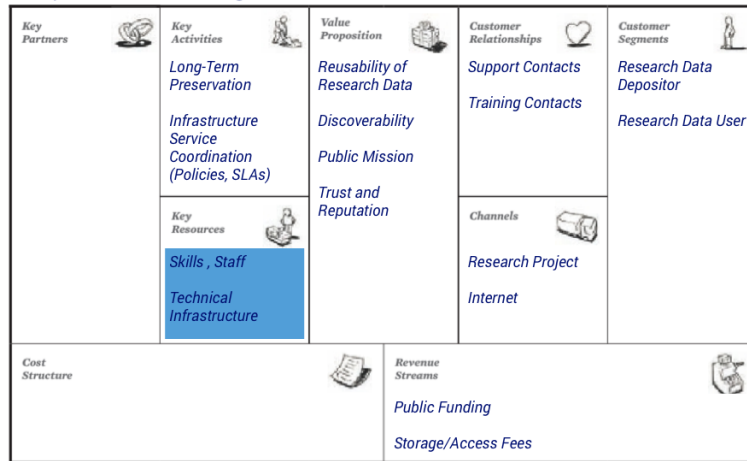 Key
Partners
Key
Activities
Long-Term
Preservation
Infrastructure
Service
Coordination
(Policies, SLAs)
Key
Resources
Skills , Staff
Technical
Infrastructure
Value
Proposition
Reusability of
Research Data
Discoverability
Public Mission
Trust and
Reputation
Customer
Relationships
Support Contacts
Training Contacts
Channels
Research Project
Internet
Customer
Segments
Research Data
Depositor
Research Data User
Cost
Structure
Revenue
Streams
Public Funding
Storage/Access Fees